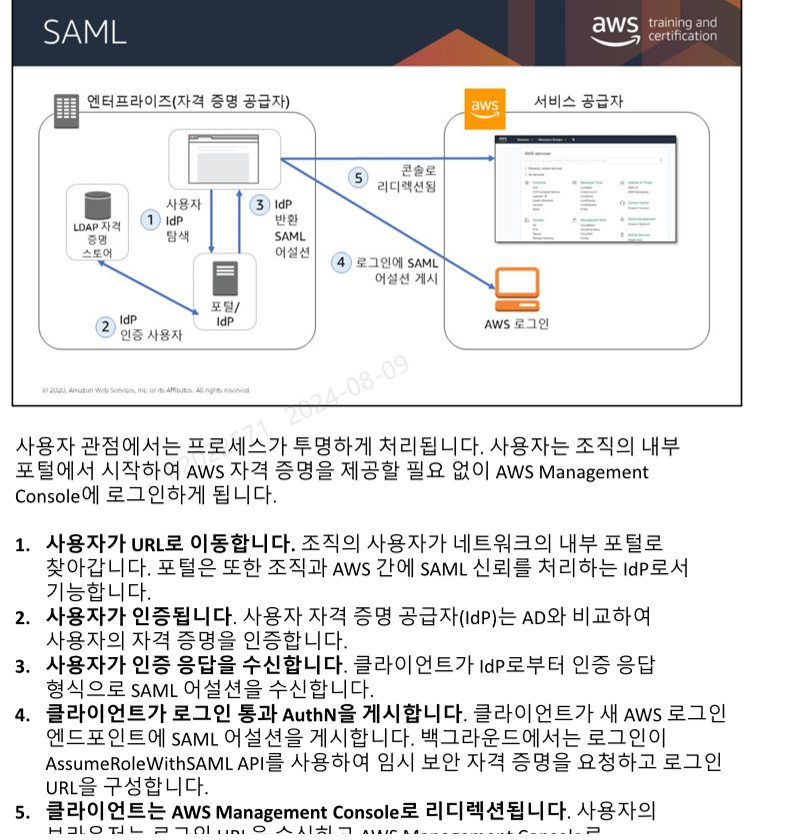 SAML
aws training and certification
엔터프라이즈(자격 증명 공급자)
서비스 공급자
aws
5 콘솔로
리디렉션됨
사용자
1 IdP
탐색
3 IdP
반환
SAML
어설션
LDAP 자격
증명
스토어
4 로그인에 SAML
어설션 게시
포털/
IdP
2 IdP
인증 사용자
AWS 로그인
© 2020, Amazon Web Services, Inc. or its Affiliates. All rights reserved.
2024-08-09
사용자 관점에서는 프로세스가 투명하게 처리됩니다. 사용자는 조직의 내부
포털에서 시작하여 AWS 자격 증명을 제공할 필요 없이 AWS Management
Console에 로그인하게 됩니다.
1. 사용자가 URL로 이동합니다. 조직의 사용자가 네트워크의 내부 포털로
찾아갑니다. 포털은 또한 조직과 AWS 간에 SAML 신뢰를 처리하는 IdP로서
기능합니다.
2. 사용자가 인증됩니다. 사용자 자격 증명 공급자(IdP)는 AD와 비교하여
사용자의 자격 증명을 인증합니다.
3. 사용자가 인증 응답을 수신합니다. 클라이언트가 IdP로부터 인증 응답
형식으로 SAML 어설션을 수신합니다.
4. 클라이언트가 로그인 통과 AuthN을 게시합니다. 클라이언트가 새 AWS 로그인
엔드포인트에 SAML 어설션을 게시합니다. 백그라운드에서는 로그인이
AssumeRoleWithSAML API를 사용하여 임시 보안 자격 증명을 요청하고 로그인
URL을 구성합니다.
5. 클라이언트는 AWS Management Console로 리디렉션됩니다. 사용자의